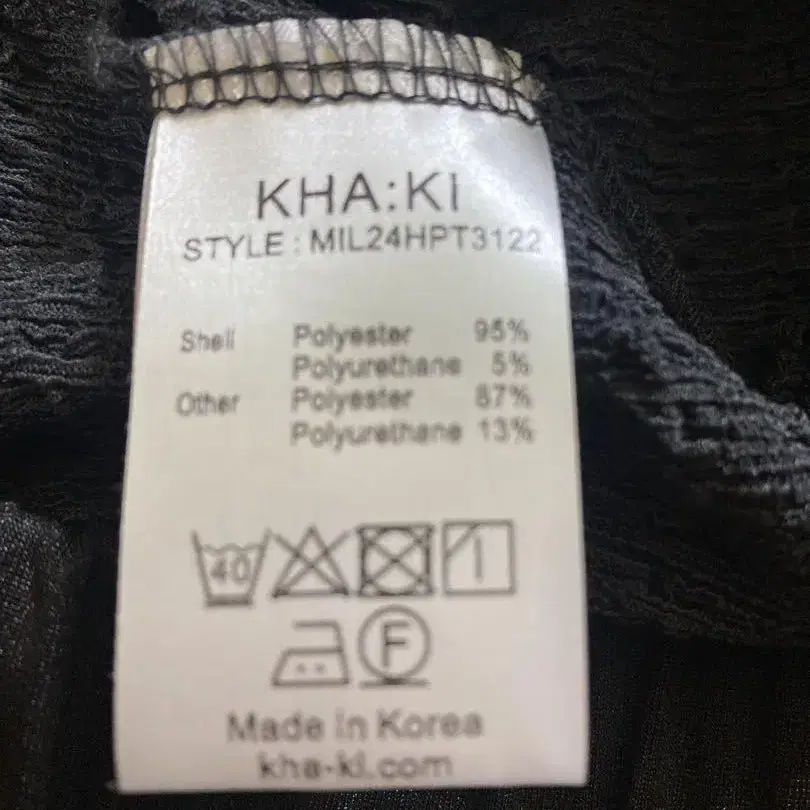 KHA:KI
STYLE : MIL24HPT3122
Shell Polyester 95%
Polyurethane 5%
Other Polyester 87%
Polyurethane 13%
40
F
Made in Korea
kha-ki.com